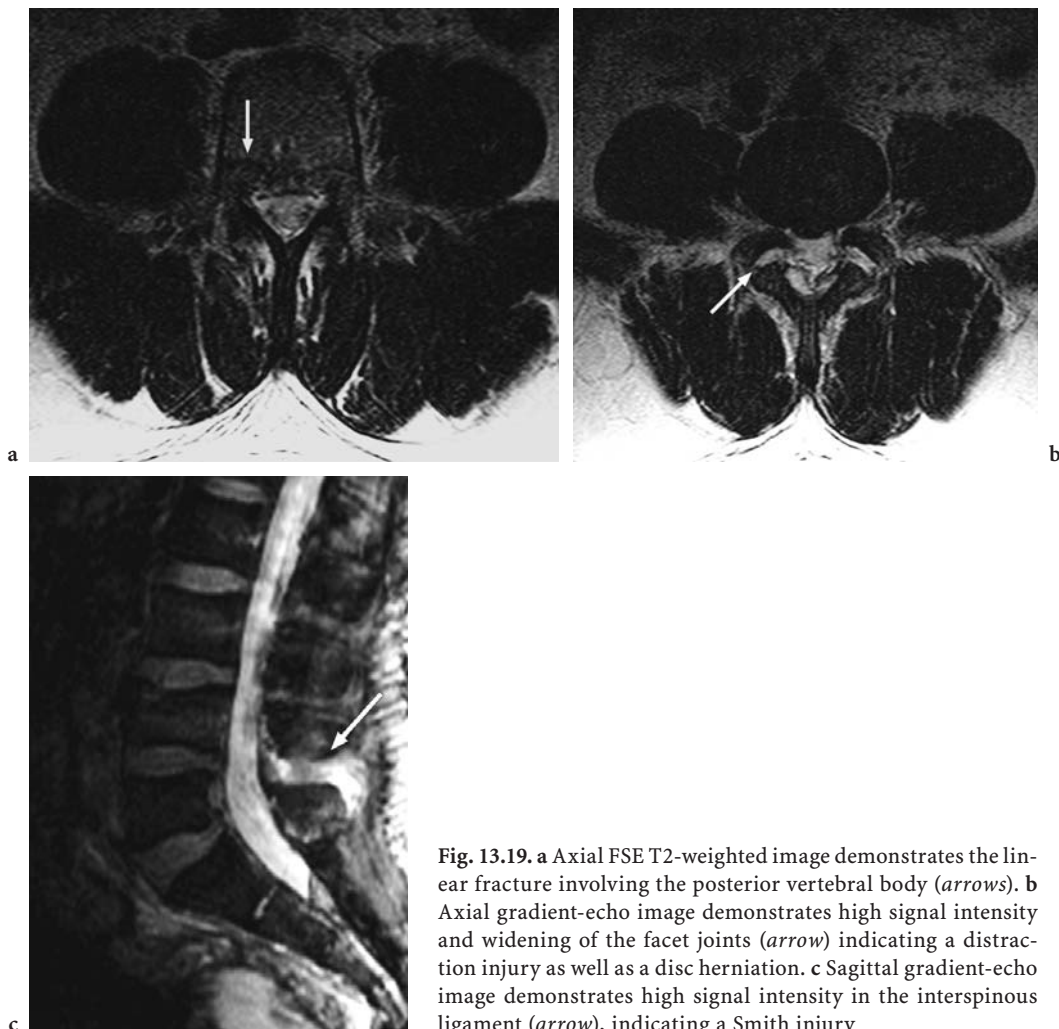 a
b
c
Fig. 13.19. a Axial FSE T2-weighted image demonstrates the lin-
ear fracture involving the posterior vertebral body (arrows). b
Axial gradient-echo image demonstrates high signal intensity
and widening of the facet joints (arrow) indicating a distrac-
tion injury as well as a disc herniation. c Sagittal gradient-echo
image demonstrates high signal intensity in the interspinous
ligament (arrow), indicating a Smith injury